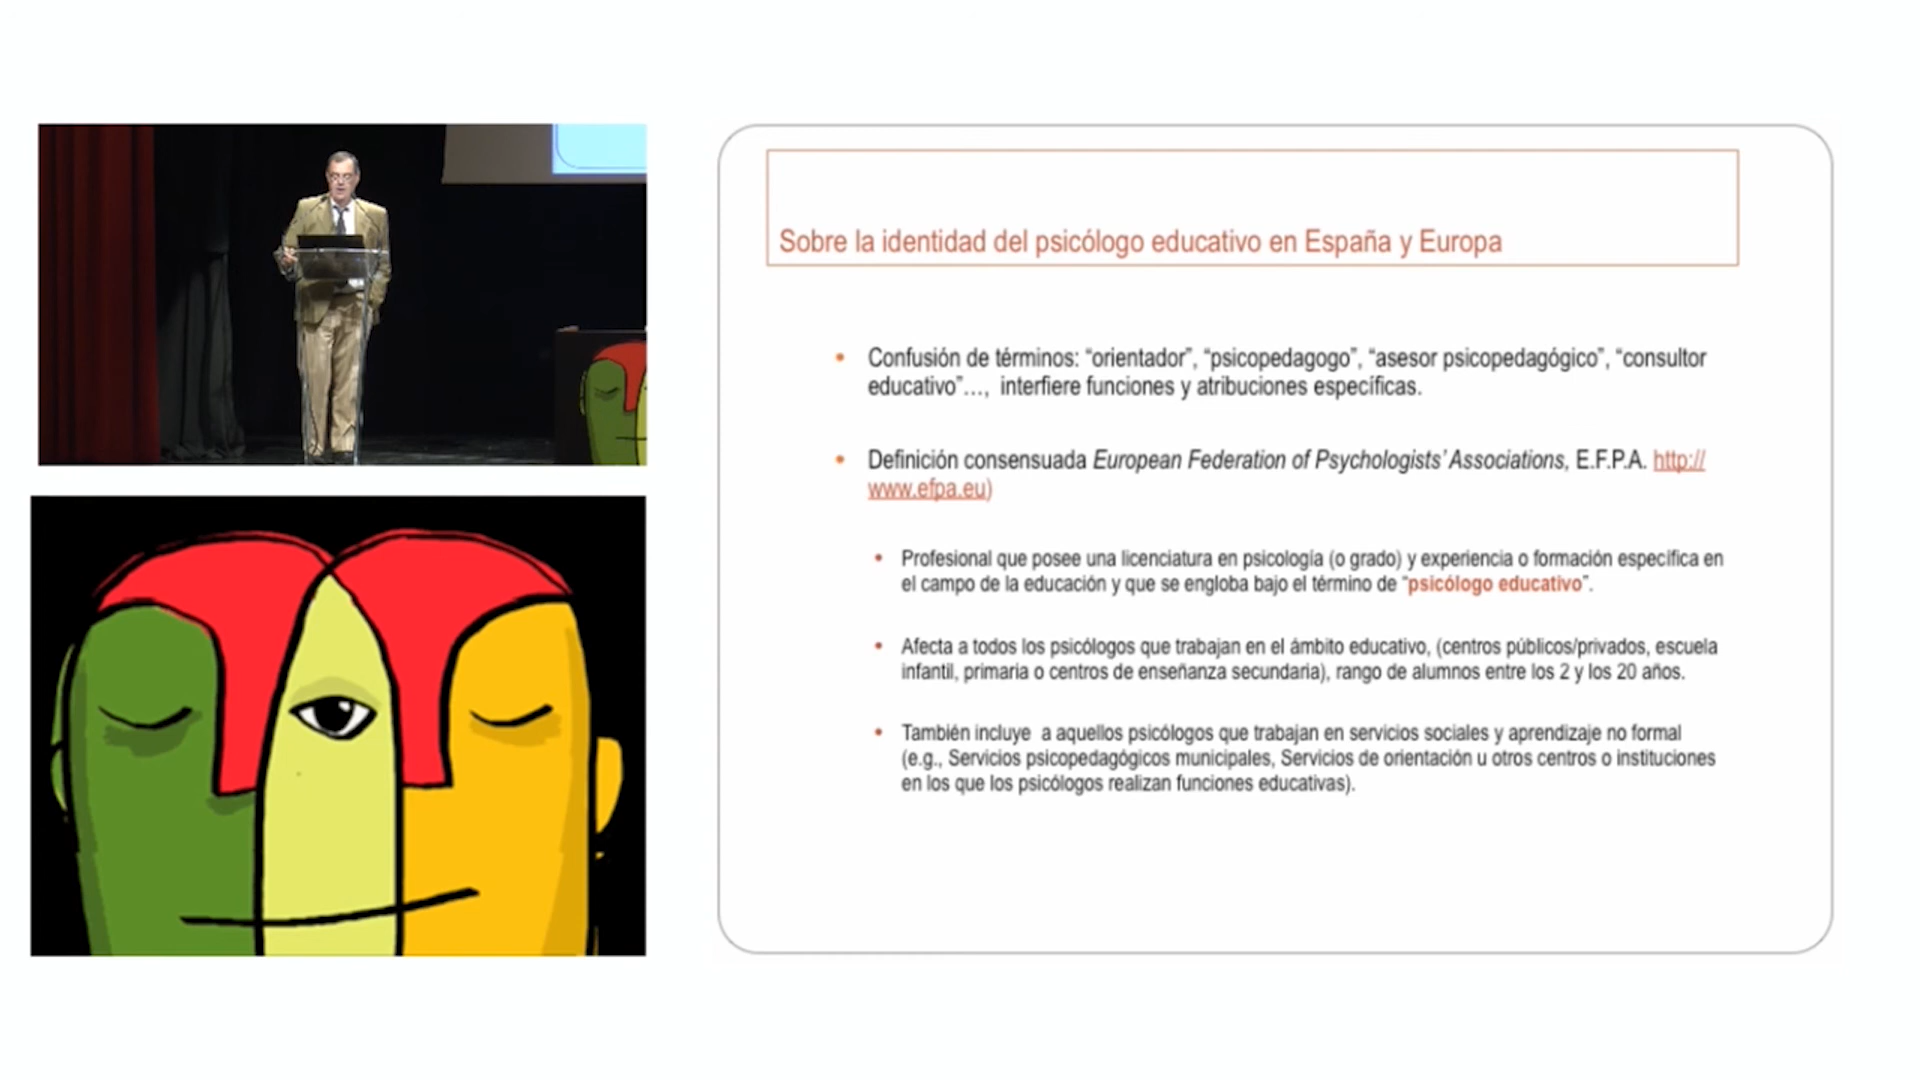 Sobre la identidad del psicólogo educativo en España y Europa
• Confusión de términos: “orientador”, “psicopedagogo”, “asesor psicopedagógico”, “consultor
educativo”…,  interfiere funciones y atribuciones específicas.
• Definición consensuada European Federation of Psychologists’ Associations, E.F.P.A. http://
www.efpa.eu)
• Profesional que posee una licenciatura en psicología (o grado) y experiencia o formación específica en
el campo de la educación y que se engloba bajo el término de “psicólogo educativo”.
• Afecta a todos los psicólogos que trabajan en el ámbito educativo, (centros públicos/privados, escuela
infantil, primaria o centros de enseñanza secundaria), rango de alumnos entre los 2 y los 20 años.
• También incluye  a aquellos psicólogos que trabajan en servicios sociales y aprendizaje no formal
(e.g., Servicios psicopedagógicos municipales, Servicios de orientación u otros centros o instituciones
en los que los psicólogos realizan funciones educativas).